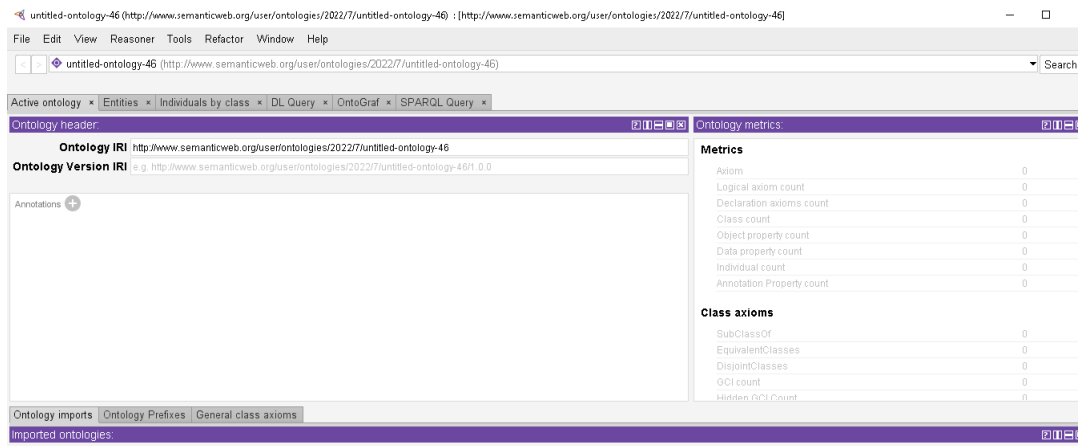 untitled-ontology-46 (http://www.semanticweb.org/user/ontologies/2022/7/untitled-ontology-46) : [http://www.semanticweb.org/user/ontologies/2022/7/untitled-ontology-46]
File Edit View Reasoner Tools Refactor Window Help
< > untitled-ontology-46 (http://www.semanticweb.org/user/ontologies/2022/7/untitled-ontology-46) Search
Active ontology × Entities × Individuals by class × DL Query × OntoGraf × SPARQL Query ×
Ontology header:
Ontology IRI http://www.semanticweb.org/user/ontologies/2022/7/untitled-ontology-46
Ontology Version IRI e.g. http://www.semanticweb.org/user/ontologies/2022/7/untitled-ontology-46/1.0.0
Annotations
Ontology metrics:
Metrics
Axiom 0
Logical axiom count 0
Declaration axioms count 0
Class count 0
Object property count 0
Data property count 0
Individual count 0
Annotation Property count 0
Class axioms
SubClassOf 0
EquivalentClasses 0
DisjointClasses 0
GCI count 0
Hidden GCI Count 0
Ontology imports Ontology Prefixes General class axioms
Imported ontologies: